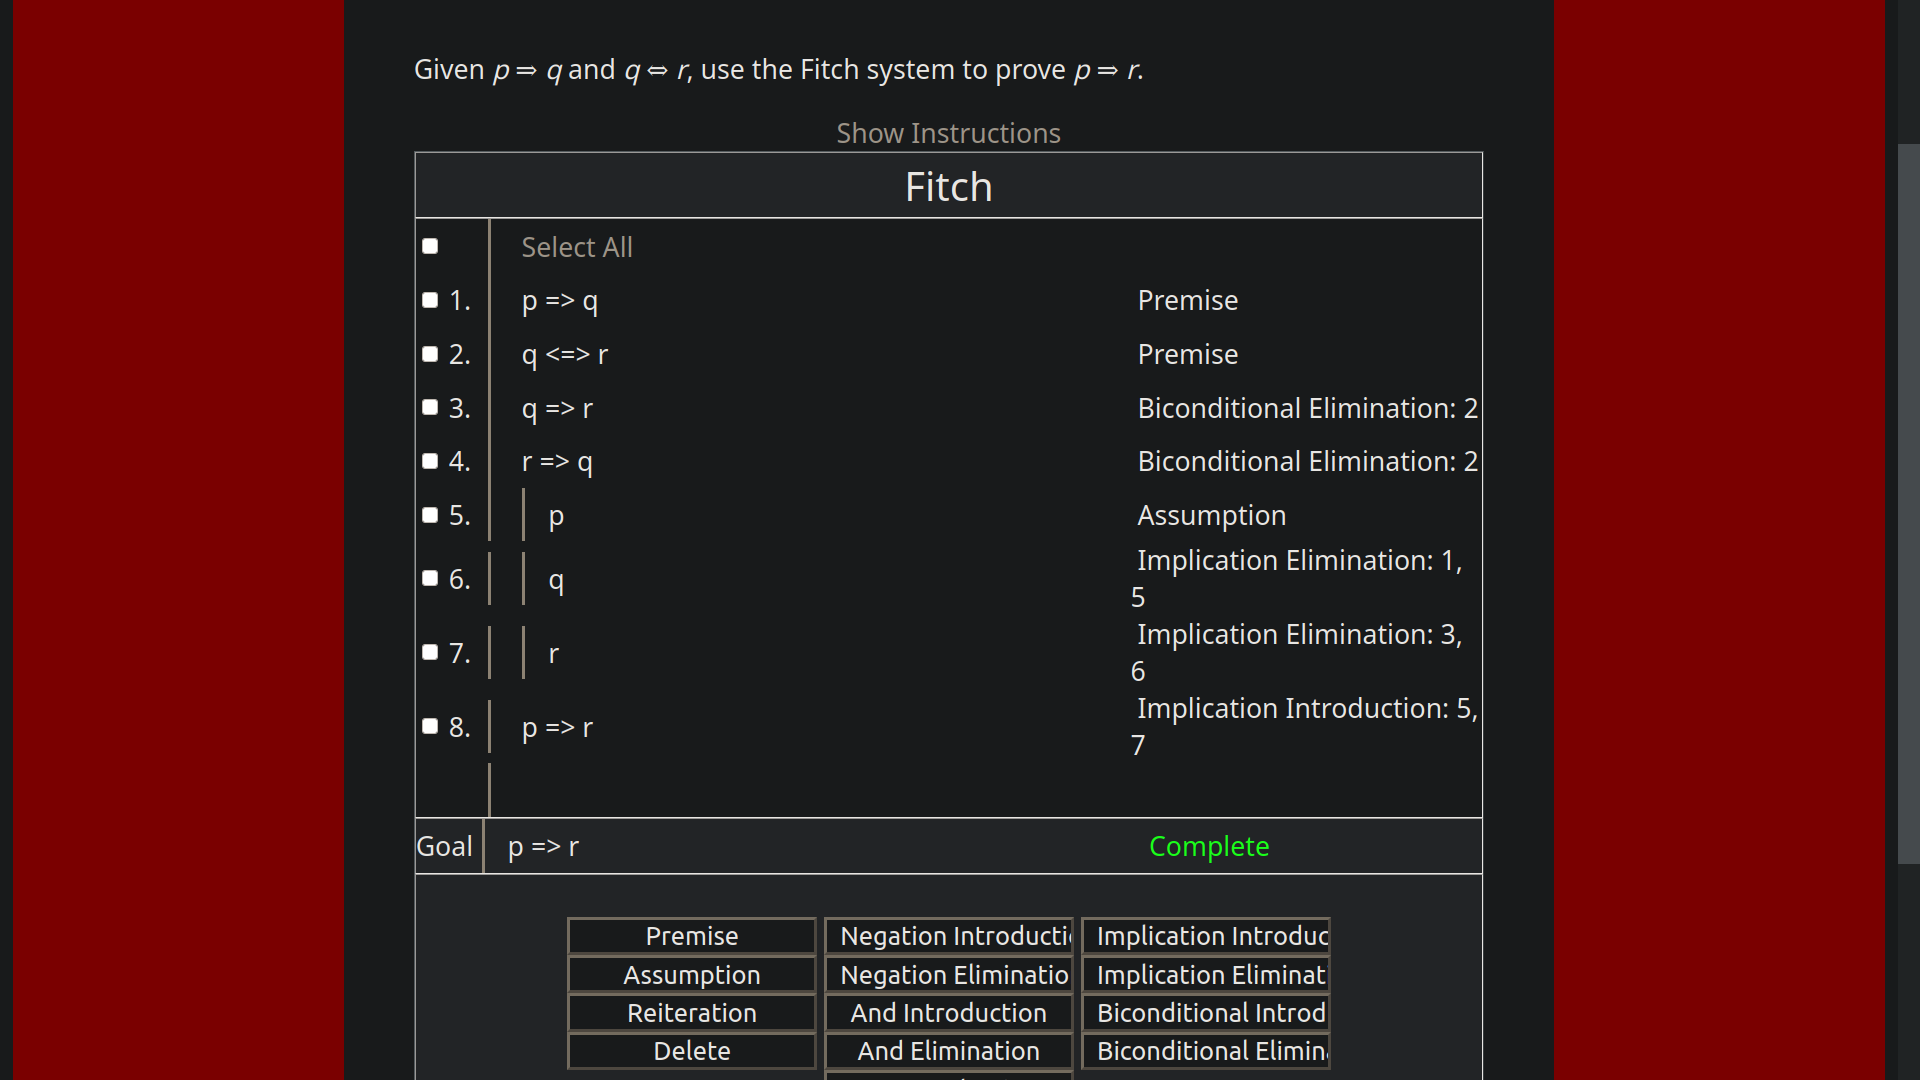 Given p ⇒ q and q ⇔ r, use the Fitch system to prove p ⇒ r.
Show Instructions
Fitch
Select All
1. p => q Premise
2. q <=> r Premise
3. q => r Biconditional Elimination: 2
4. r => q Biconditional Elimination: 2
5. p Assumption
6. q Implication Elimination: 1,
5
7. r Implication Elimination: 3,
6
8. p => r Implication Introduction: 5,
7
Goal p => r Complete
Premise Negation Introducti Implication Introduc
Assumption Negation Eliminatio Implication Eliminat
Reiteration And Introduction Biconditional Introd
Delete And Elimination Biconditional Elimin